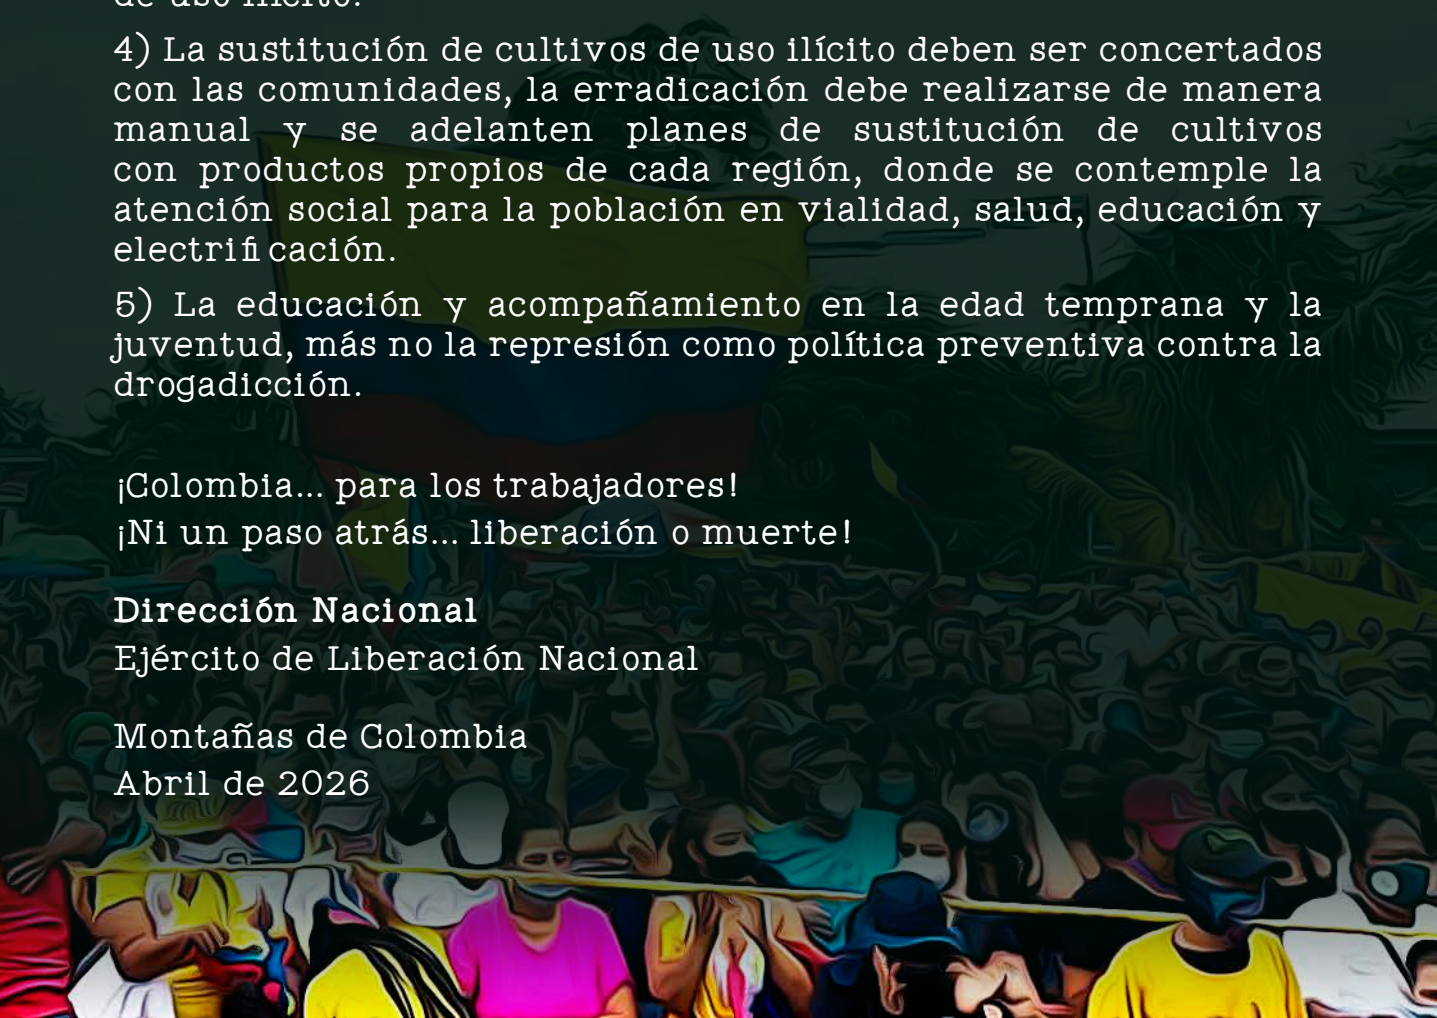 de uso ilícito.
4) La sustitución de cultivos de uso ilícito deben ser concertados
con las comunidades, la erradicación debe realizarse de manera
manual y se adelanten planes de sustitución de cultivos
con productos propios de cada región, donde se contemple la
atención social para la población en vialidad, salud, educación y
electrifi cación.
5) La educación y acompañamiento en la edad temprana y la
juventud, más no la represión como política preventiva contra la
drogadicción.
¡Colombia... para los trabajadores!
¡Ni un paso atrás... liberación o muerte!
Dirección Nacional
Ejército de Liberación Nacional
Montañas de Colombia
Abril de 2026